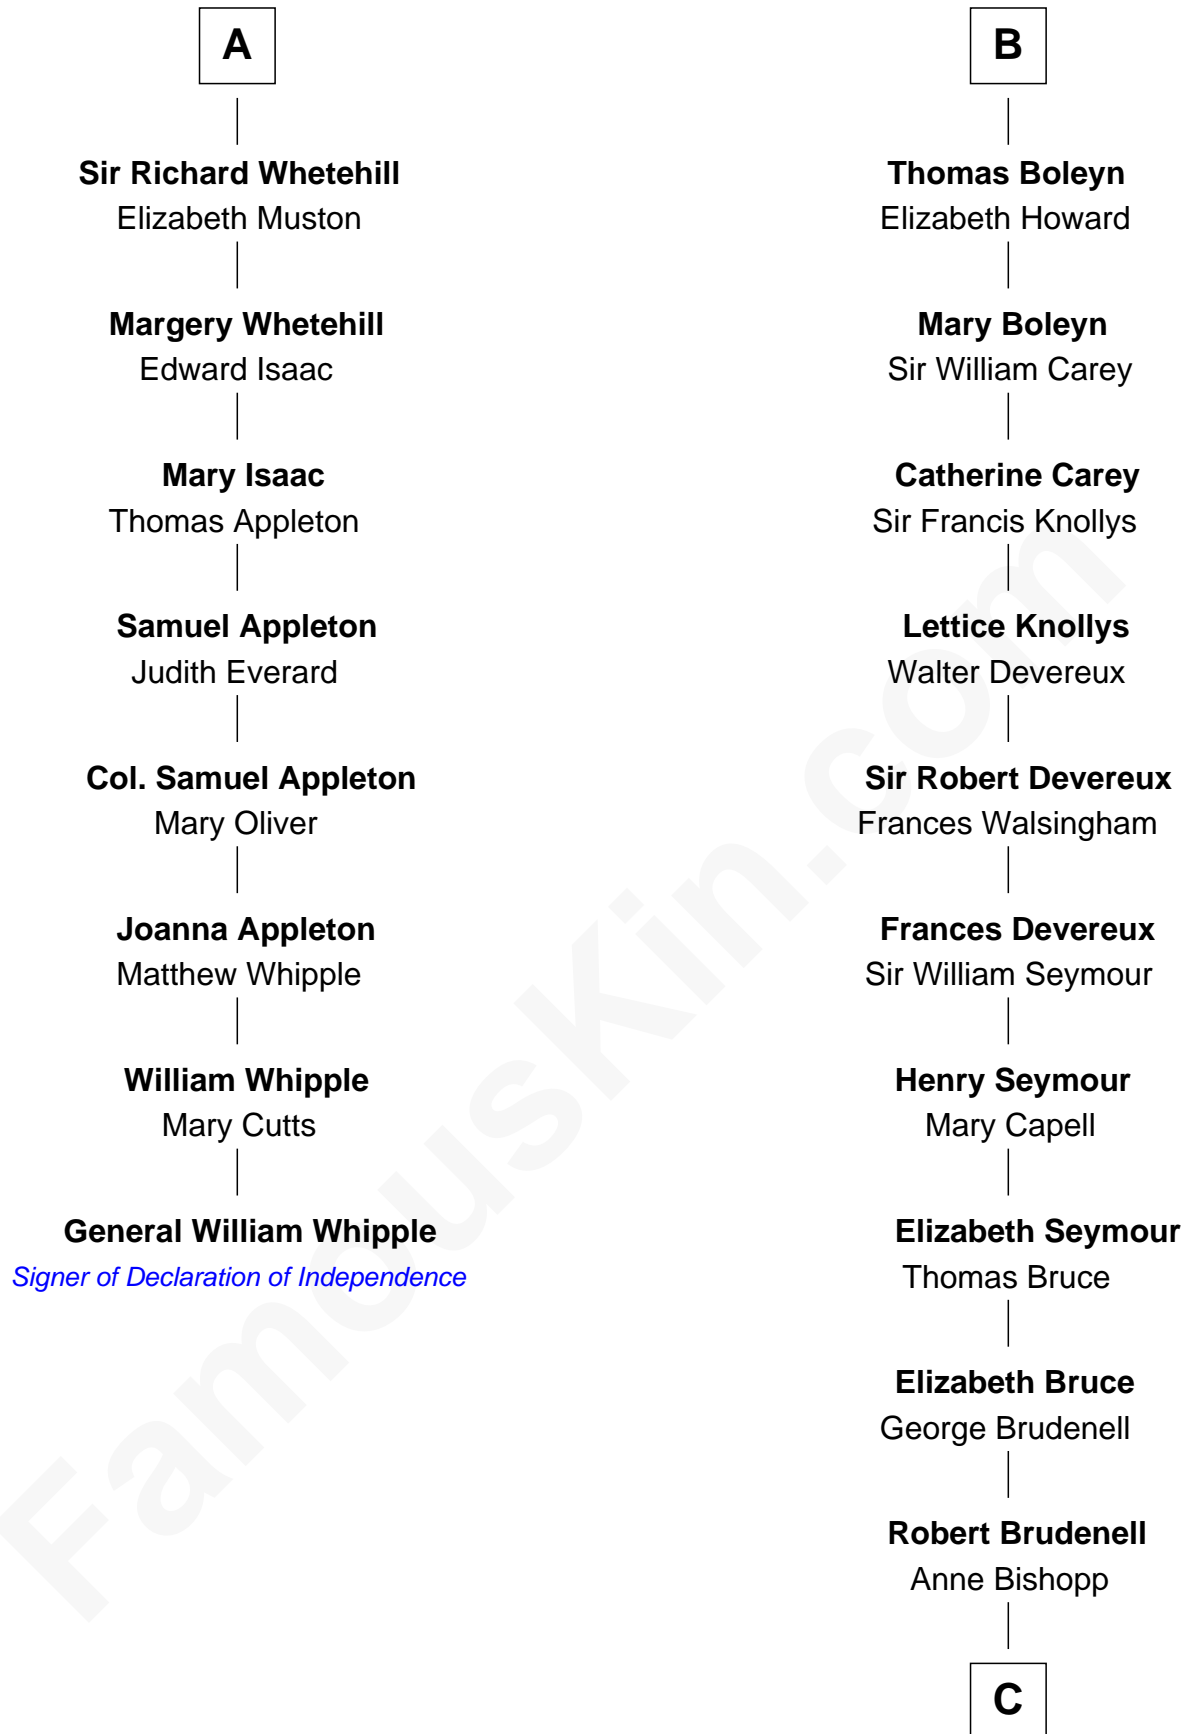 A
Sir Richard Whetehill
Elizabeth Muston
Margery Whetehill
Edward Isaac
Mary Isaac
Thomas Appleton
Samuel Appleton
Judith Everard
Col. Samuel Appleton
Mary Oliver
Joanna Appleton
Matthew Whipple
William Whipple
Mary Cutts
General William Whipple
Signer of Declaration of Independence
B
Thomas Boleyn
Elizabeth Howard
Mary Boleyn
Sir William Carey
Catherine Carey
Sir Francis Knollys
Lettice Knollys
Walter Devereux
Sir Robert Devereux
Frances Walsingham
Frances Devereux
Sir William Seymour
Henry Seymour
Mary Capell
Elizabeth Seymour
Thomas Bruce
Elizabeth Bruce
George Brudenell
Robert Brudenell
Anne Bishopp
C
FamousKin.com